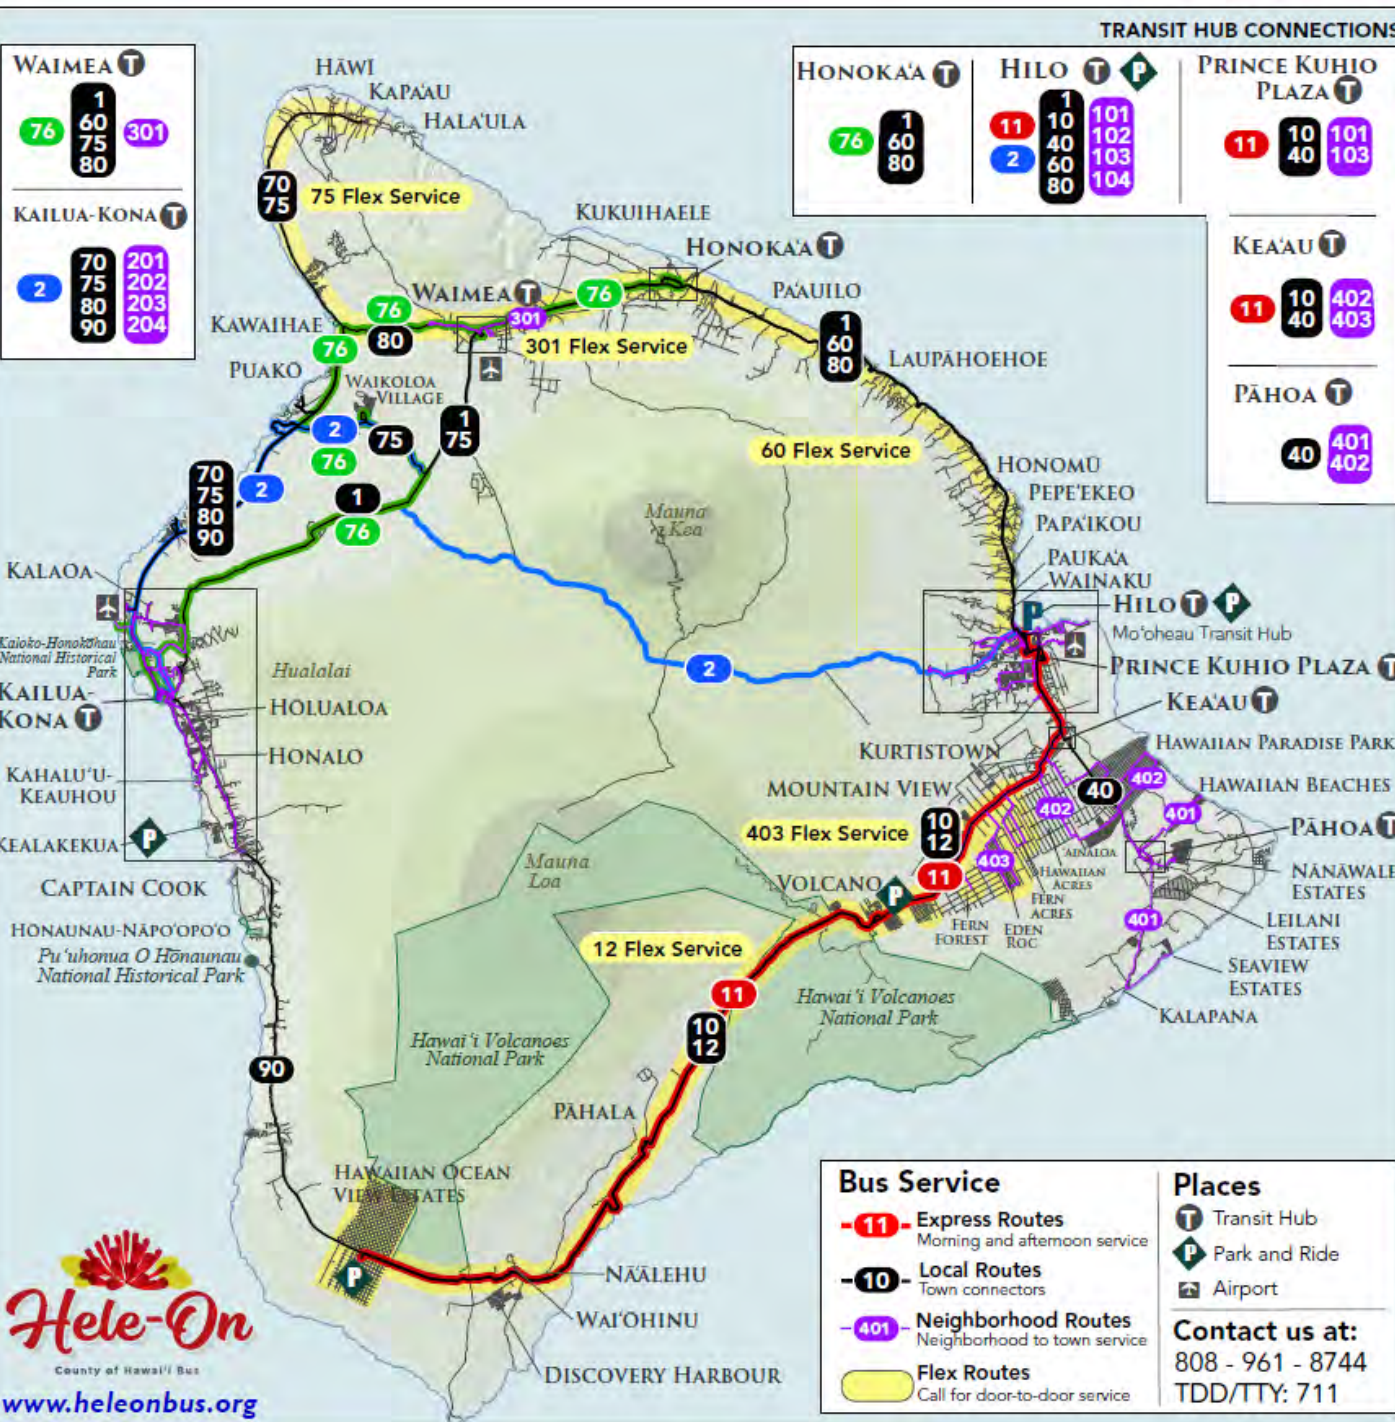 TRANSIT HUB CONNECTIONS
WAIMEA T
76
1
60
75
80
301
KAILUA-KONA T
2
70
75
80
90
201
202
203
204
HONOKA'A T
76
1
60
80
HILO T P
11
2
1
10
40
60
80
101
102
103
104
PRINCE KUHIO
PLAZA T
11
10
40
101
103
KEA'AU T
11
10
40
402
403
PĀHOA T
40
401
402
HĀWĪ
KAPA'AU
HALA'ULA
70
75
75 Flex Service
KUKUIHAELE
HONOKA'A T
WAIMEA T
76
76
301
PA'AUILO
KAWAIHAE
80
76
301 Flex Service
1
60
80
LAUPĀHOEHOE
PUAKŌ
WAIKOLOA
VILLAGE
2
75
1
75
76
60 Flex Service
HONOMŪ
PEPE'EKEO
PAPA'IKOU
70
75
80
90
2
1
76
Mauna
Kea
PAUKA'A
WAINAKU
KALAOA
P
HILO T P
Mo'oheau Transit Hub
Kaloko-Honokōhau
National Historical
Park
Hualalai
2
PRINCE KUHIO PLAZA T
KAILUA-
KONA T
HŌLUALOA
KEA'AU T
HONALO
KURTISTOWN
HAWAIIAN PARADISE PARK
KAHALU'U-
KEAUHOU
MOUNTAIN VIEW
40
402
402
HAWAIIAN BEACHES
401
P
KEALAKEKUA
403 Flex Service
10
12
PĀHOA T
403
'AINALOA
Mauna
Loa
11
HAWAIIAN
ACRES
NĀNĀWALE
ESTATES
CAPTAIN COOK
VOLCANO P
FERN
ACRES
FERN
FOREST
EDEN
ROC
401
LEILANI
ESTATES
HŌNAUNAU-NĀPO'OPO'O
Pu'uhonua O Hōnaunau
National Historical Park
12 Flex Service
SEAVIEW
ESTATES
11
Hawai'i Volcanoes
National Park
KALAPANA
10
12
Hawai'i Volcanoes
National Park
90
PĀHALA
HAWAIIAN OCEAN
VIEW ESTATES
P
NĀ'ĀLEHU
WAI'ŌHINU
DISCOVERY HARBOUR
Hele-On
County of Hawai'i Bus
www.heleonbus.org
Bus Service
11 Express Routes
Morning and afternoon service
10 Local Routes
Town connectors
401 Neighborhood Routes
Neighborhood to town service
Flex Routes
Call for door-to-door service
Places
T Transit Hub
P Park and Ride
Airport
Contact us at:
808 - 961 - 8744
TDD/TTY: 711